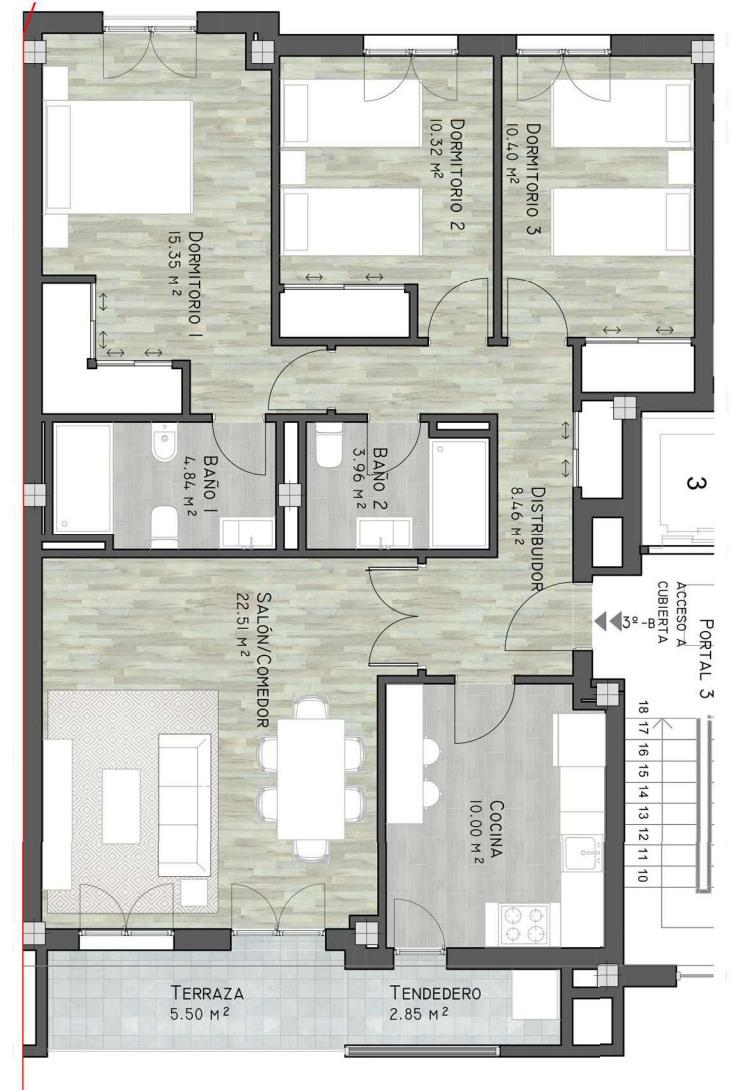 DORMITORIO 1
15.35 M²
DORMITORIO 2
10.32 M²
DORMITORIO 3
10.40 M²
BAÑO 1
4.84 M²
BAÑO 2
3.96 M²
DISTRIBUIDOR
8.46 M²
3
ACCESO A
CUBIERTA
PORTAL 3
3º-B
SALÓN/COMEDOR
22.51 M²
COCINA
10.00 M²
18
17
16
15
14
13
12
11
10
TERRAZA
5.50 M²
TENDEDERO
2.85 M²